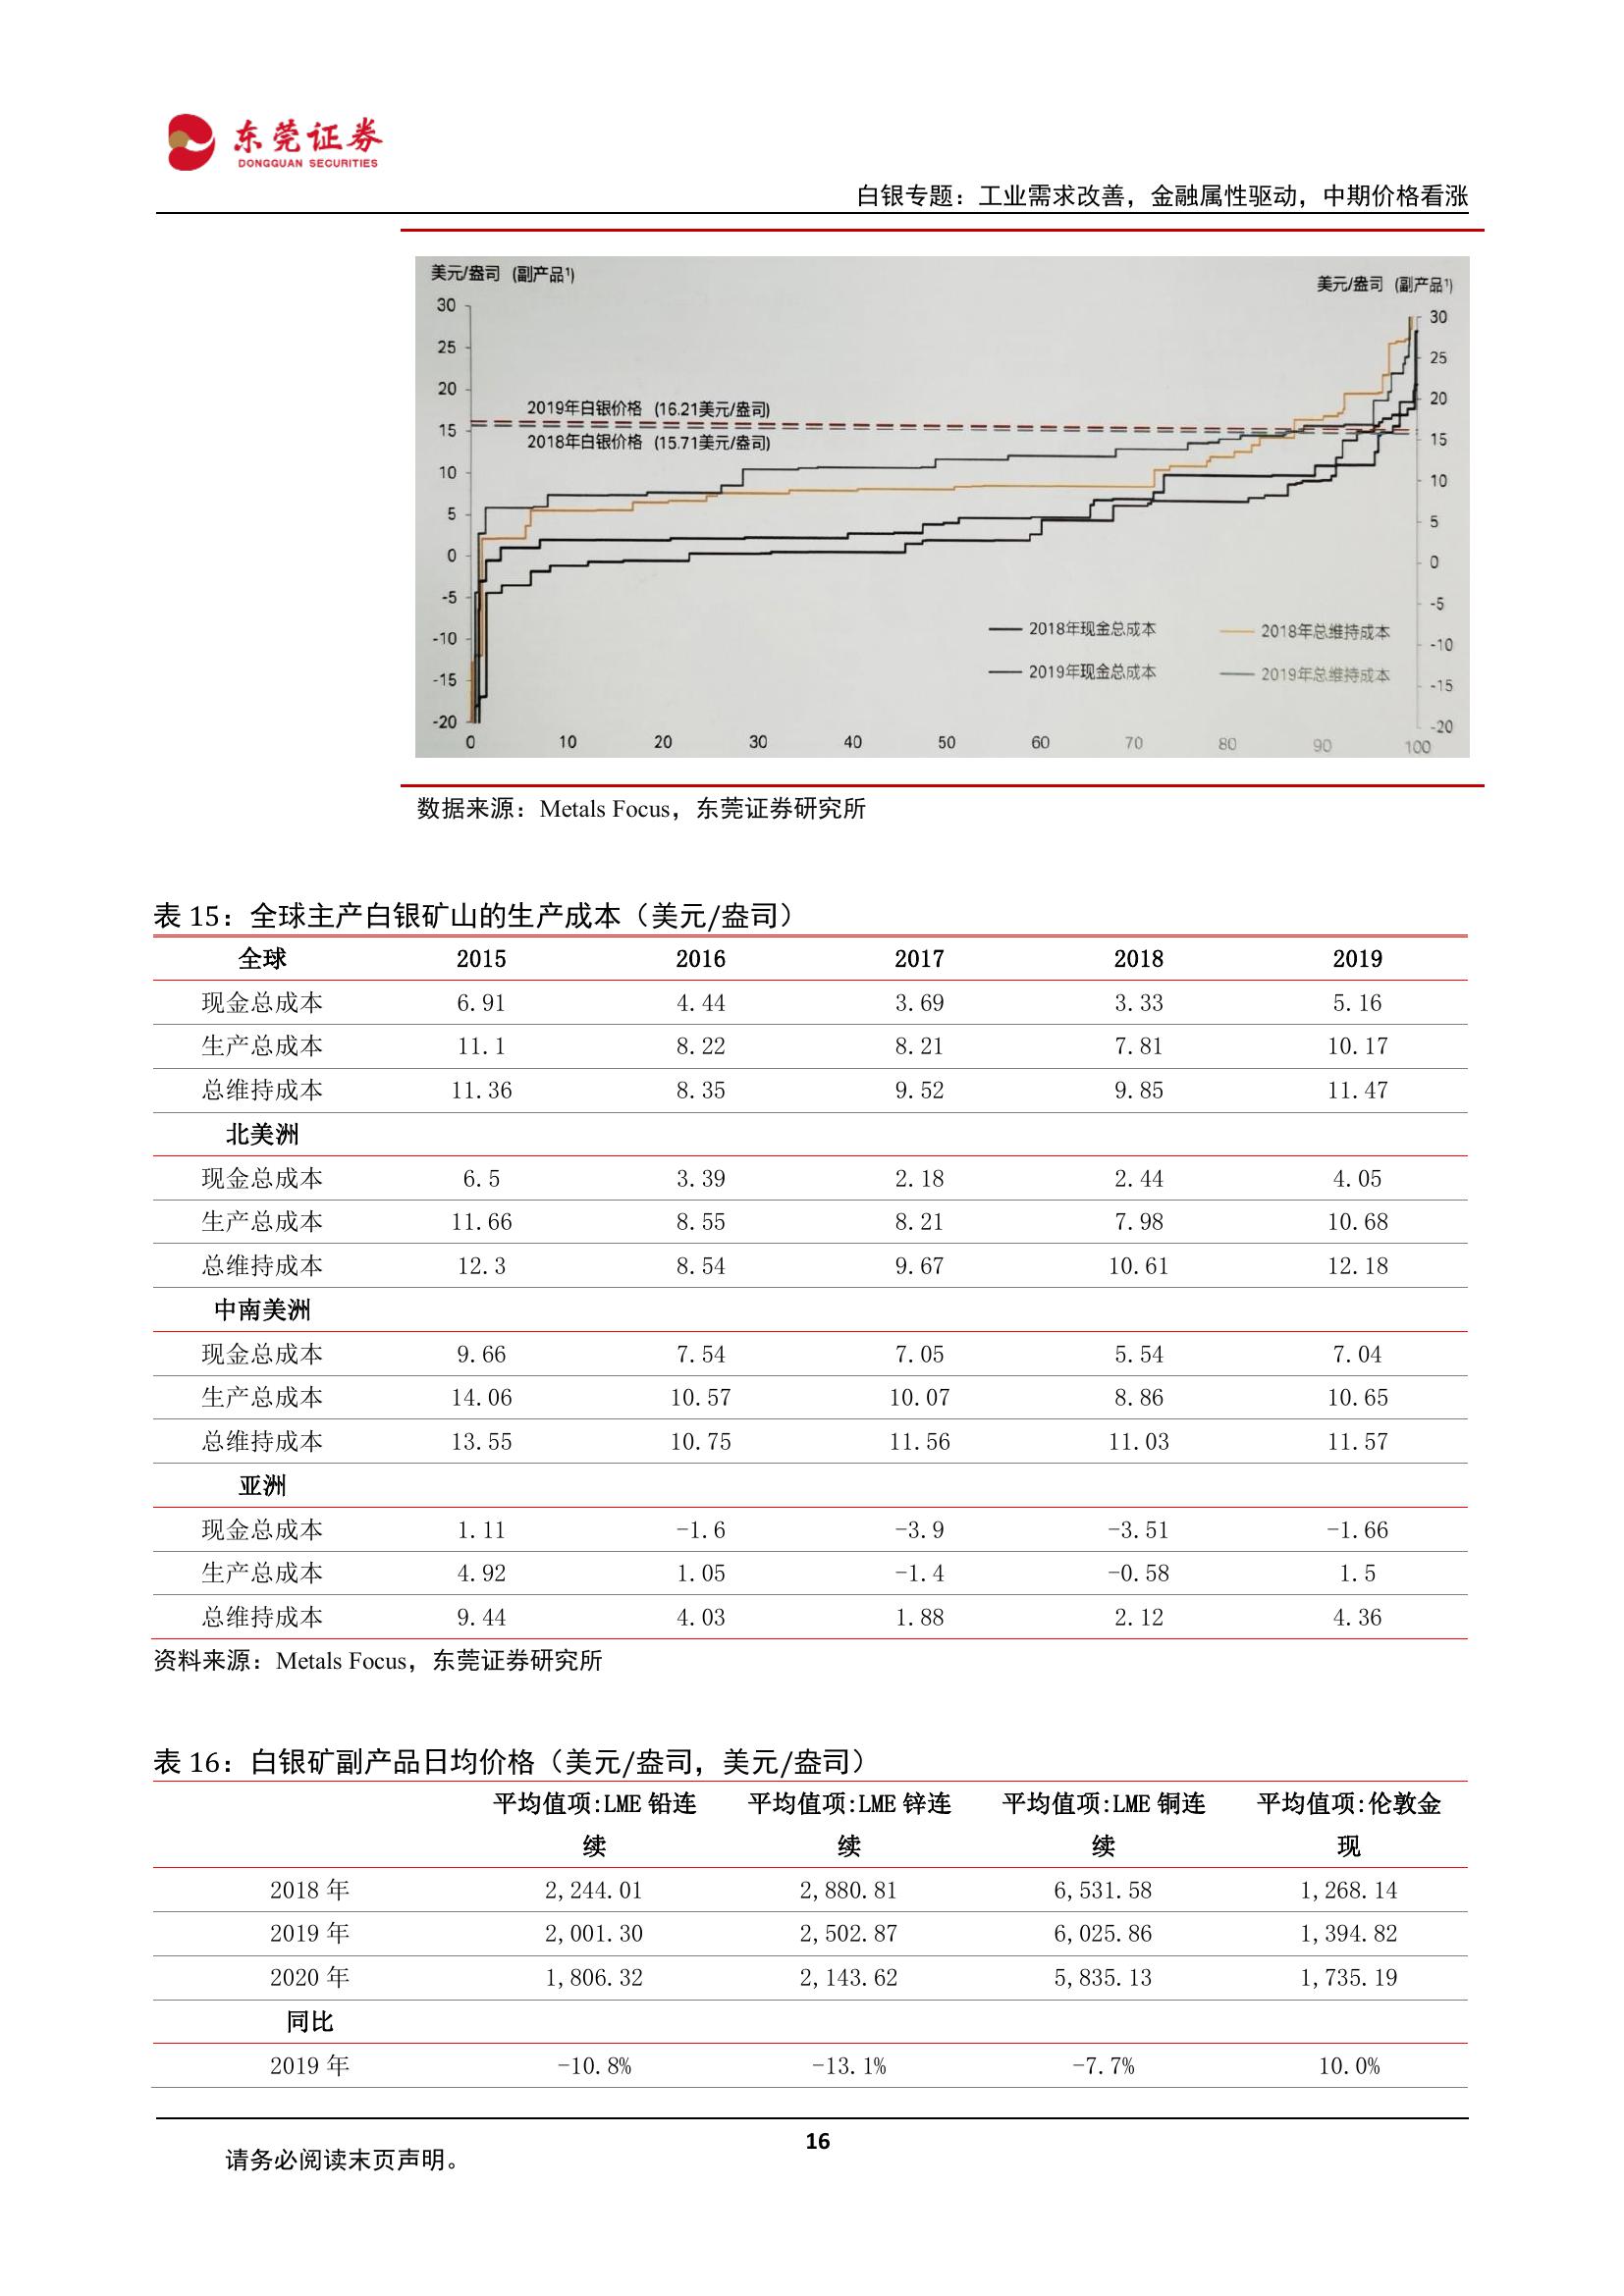 东莞证券
DONGGUAN SECURITIES
白银专题：工业需求改善，金融属性驱动，中期价格看涨
美元/盎司 (副产品¹)
美元/盎司 (副产品¹)
30
25
20
15
10
5
0
-5
-10
-15
-20
2019年白银价格 (16.21美元/盎司)
2018年白银价格 (15.71美元/盎司)
30
25
20
15
10
5
0
-5
-10
-15
-20
2018年现金总成本 2018年总维持成本
2019年现金总成本 2019年总维持成本
0 10 20 30 40 50 60 70 80 90 100
数据来源：Metals Focus，东莞证券研究所
表 15：全球主产白银矿山的生产成本（美元/盎司）
全球 2015 2016 2017 2018 2019
现金总成本 6.91 4.44 3.69 3.33 5.16
生产总成本 11.1 8.22 8.21 7.81 10.17
总维持成本 11.36 8.35 9.52 9.85 11.47
北美洲
现金总成本 6.5 3.39 2.18 2.44 4.05
生产总成本 11.66 8.55 8.21 7.98 10.68
总维持成本 12.3 8.54 9.67 10.61 12.18
中南美洲
现金总成本 9.66 7.54 7.05 5.54 7.04
生产总成本 14.06 10.57 10.07 8.86 10.65
总维持成本 13.55 10.75 11.56 11.03 11.57
亚洲
现金总成本 1.11 -1.6 -3.9 -3.51 -1.66
生产总成本 4.92 1.05 -1.4 -0.58 1.5
总维持成本 9.44 4.03 1.88 2.12 4.36
资料来源：Metals Focus，东莞证券研究所
表 16：白银矿副产品日均价格（美元/盎司，美元/盎司）
平均值项:LME 铅连 平均值项:LME 锌连 平均值项:LME 铜连 平均值项:伦敦金
续 续 续 现
2018 年 2,244.01 2,880.81 6,531.58 1,268.14
2019 年 2,001.30 2,502.87 6,025.86 1,394.82
2020 年 1,806.32 2,143.62 5,835.13 1,735.19
同比
2019 年 -10.8% -13.1% -7.7% 10.0%
16
请务必阅读末页声明。